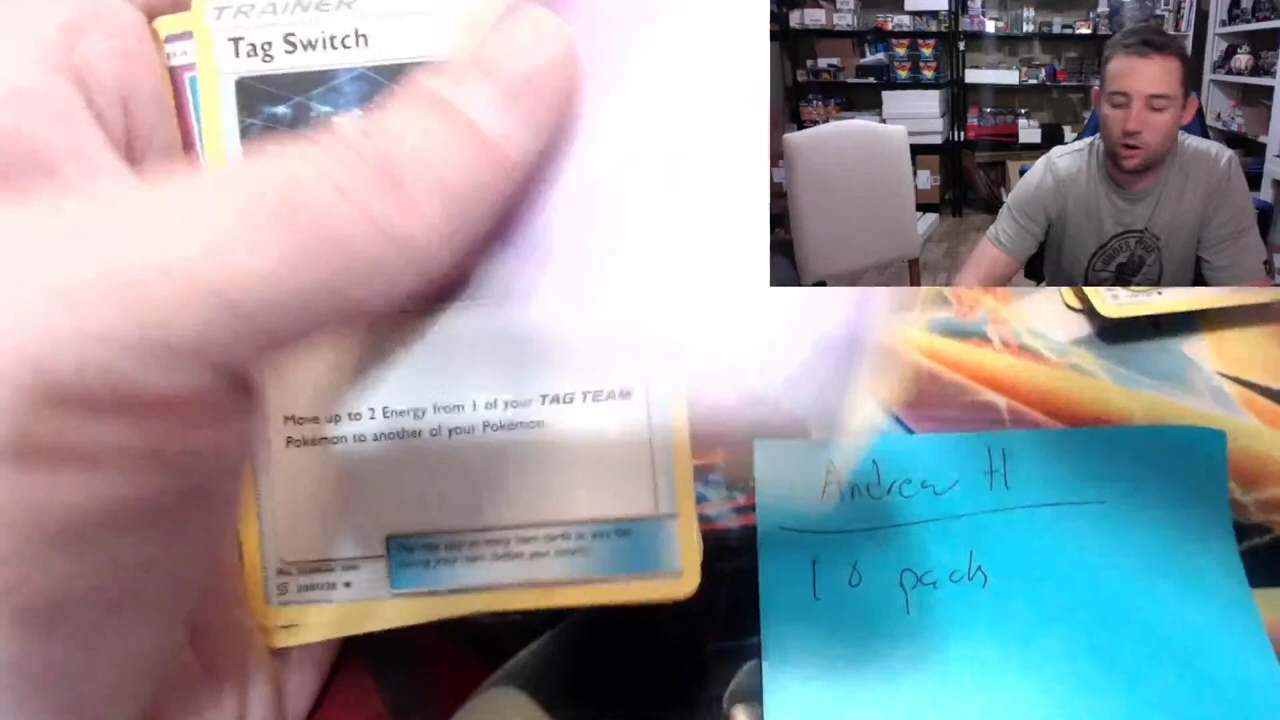 TRAINER
Tag Switch
Move up to 2 Energy from 1 of your TAG TEAM
Pokémon to another of your Pokémon.
Andrew H
10 pack
UNDER